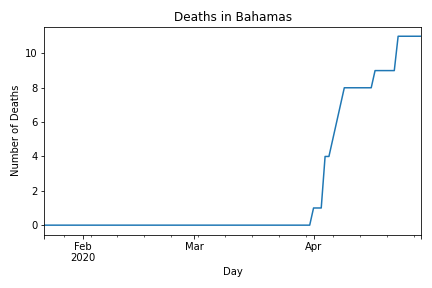 Deaths in Bahamas
Number of Deaths
10
8
6
4
2
0
Feb
2020
Mar
Apr
Day